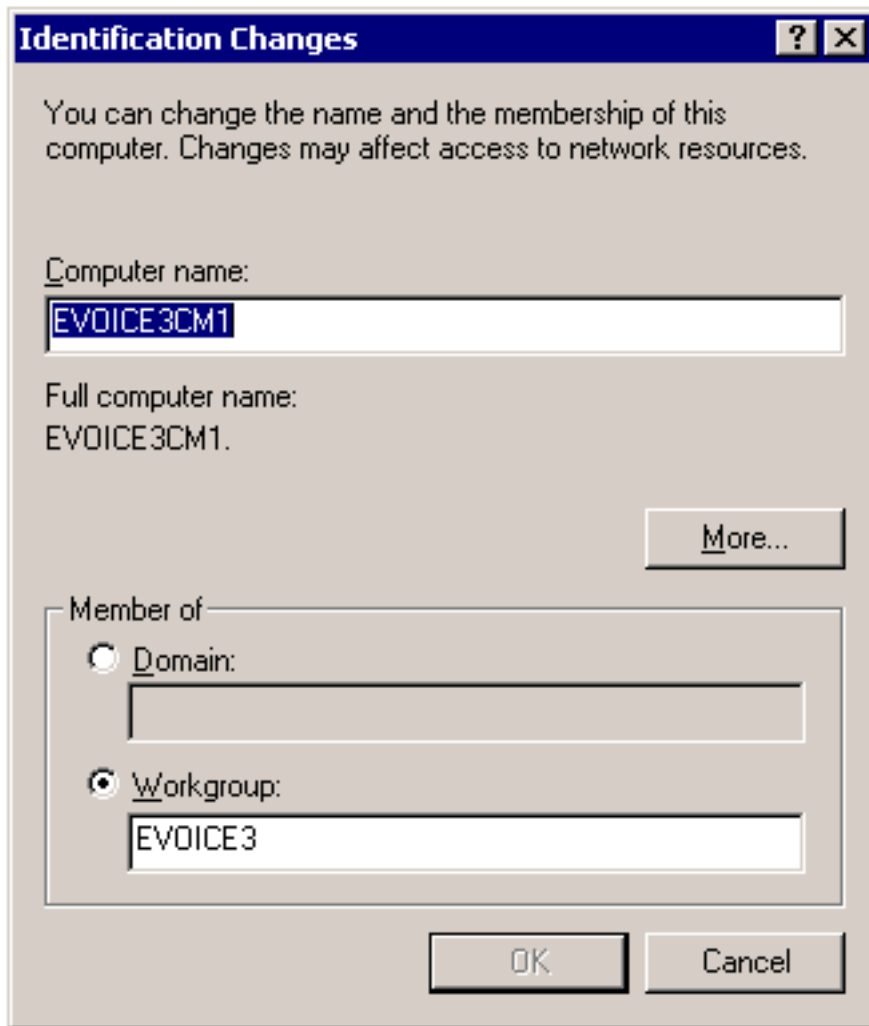 Identification Changes
You can change the name and the membership of this
computer. Changes may affect access to network resources.
Computer name:
EVOICE3CM1
Full computer name:
EVOICE3CM1.
More...
Member of
Domain:
Workgroup:
EVOICE3
OK Cancel